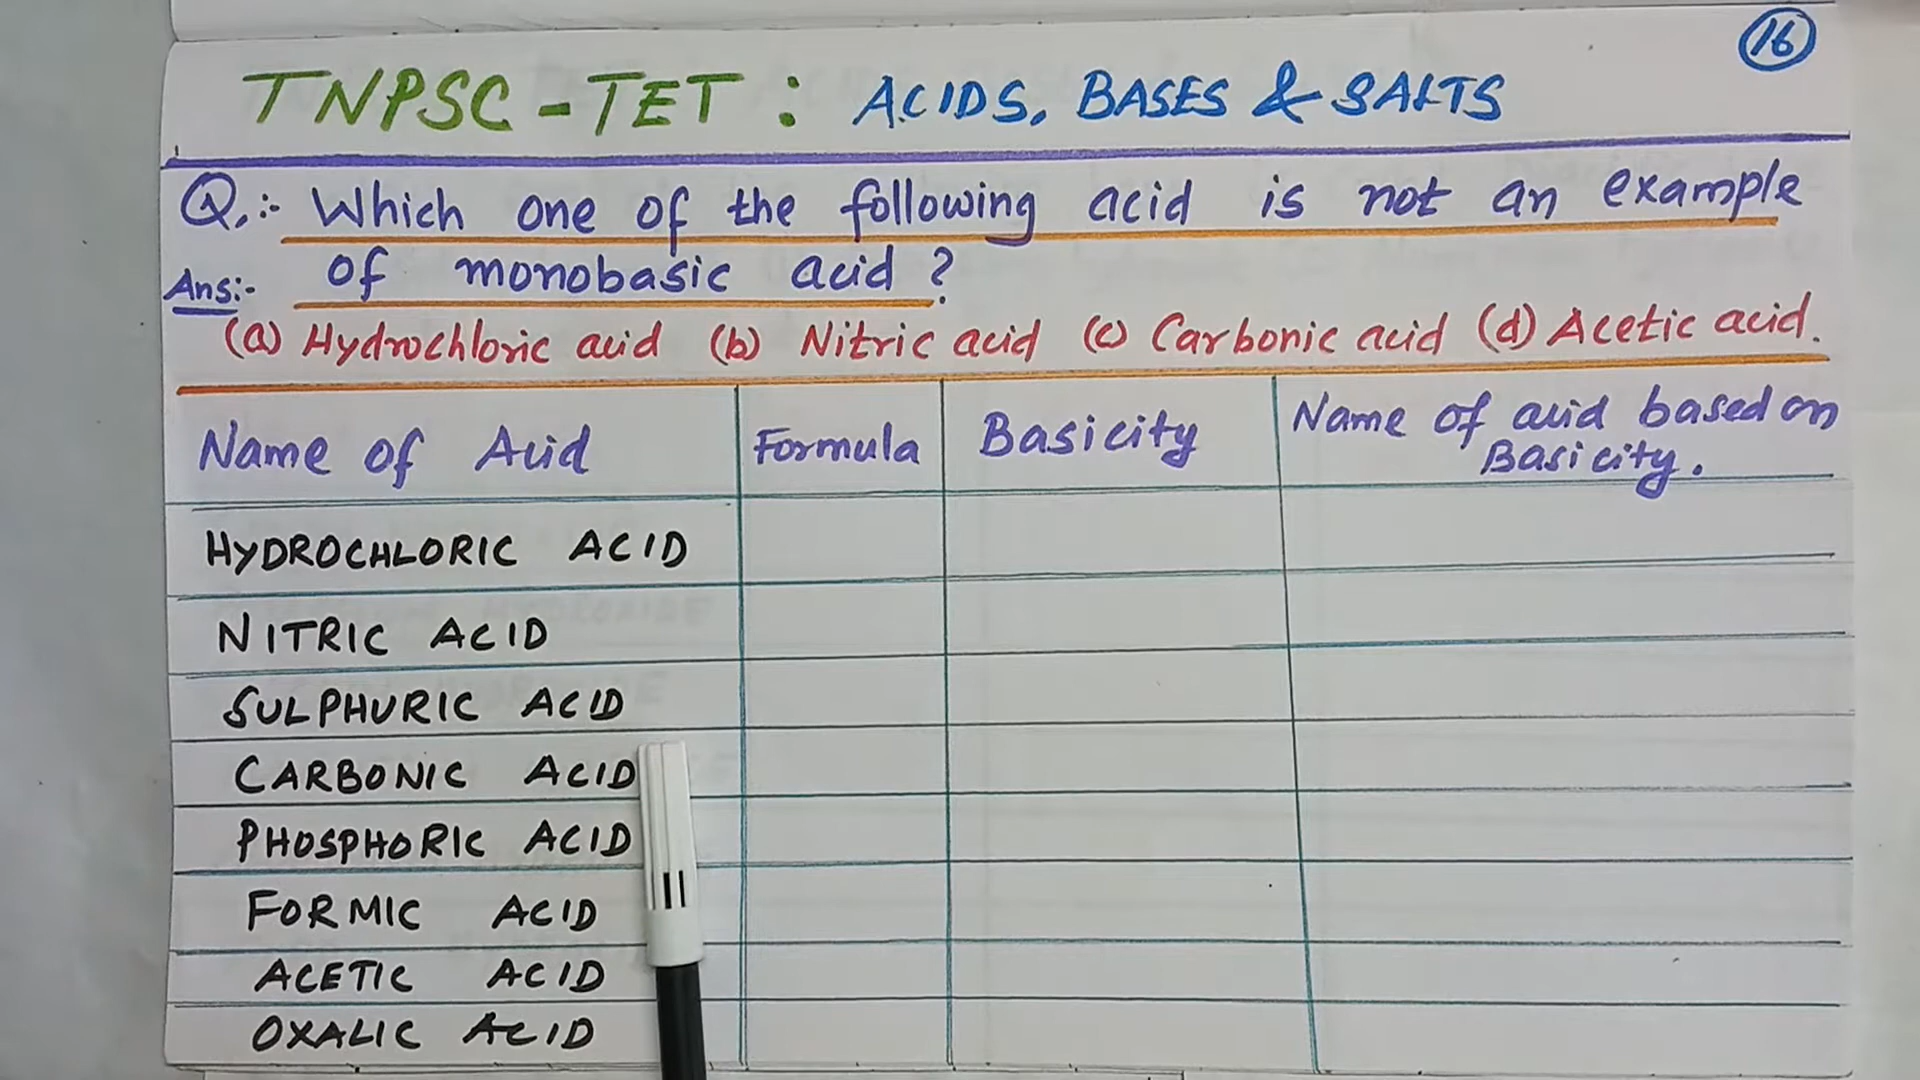 16
TNPSC - TET : ACIDS, BASES & SALTS
Q.:- Which one of the following acid is not an example
of monobasic acid ?
Ans:-
(a) Hydrochloric acid (b) Nitric acid (c) Carbonic acid (d) Acetic acid.
Name of Acid Formula Basicity Name of acid based on
Basicity.
HYDROCHLORIC ACID
NITRIC ACID
SULPHURIC ACID
CARBONIC ACID
PHOSPHORIC ACID
FORMIC ACID
ACETIC ACID
OXALIC ACID